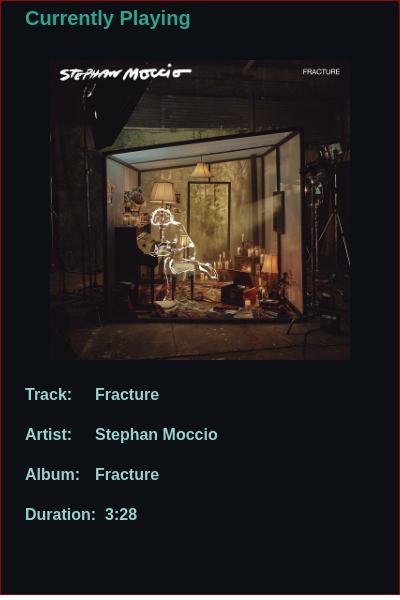 Currently Playing
STEPHAN MOCCIO
FRACTURE
Track: Fracture
Artist: Stephan Moccio
Album: Fracture
Duration: 3:28